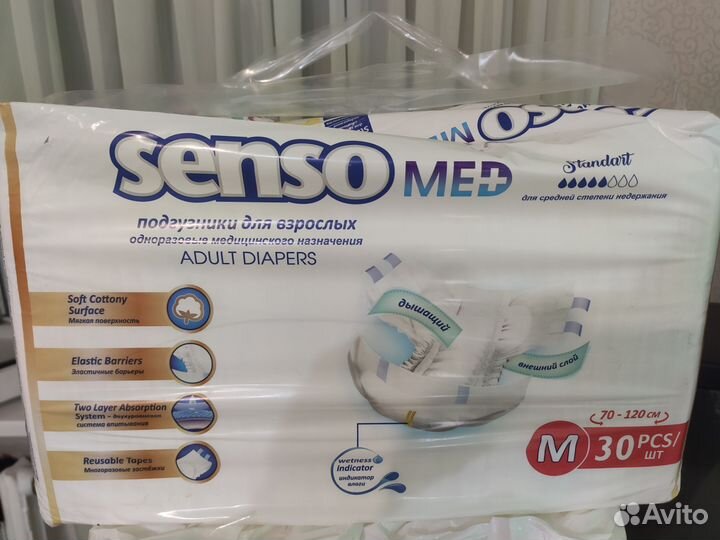 senso MED
Standart
для средней степени недержания
подгузники для взрослых
одноразовые медицинского назначения
ADULT DIAPERS
Soft Cottony
Surface
Мягкая поверхность
Elastic Barriers
Эластичные барьеры
Two Layer Absorption
System – двухуровневая
система впитывания
Reusable Tapes
Многоразовые застёжки
дышащий
внешний слой
wetness
indicator
индикатор
влаги
70 - 120 см
M 30 PCS/
шт
Avito